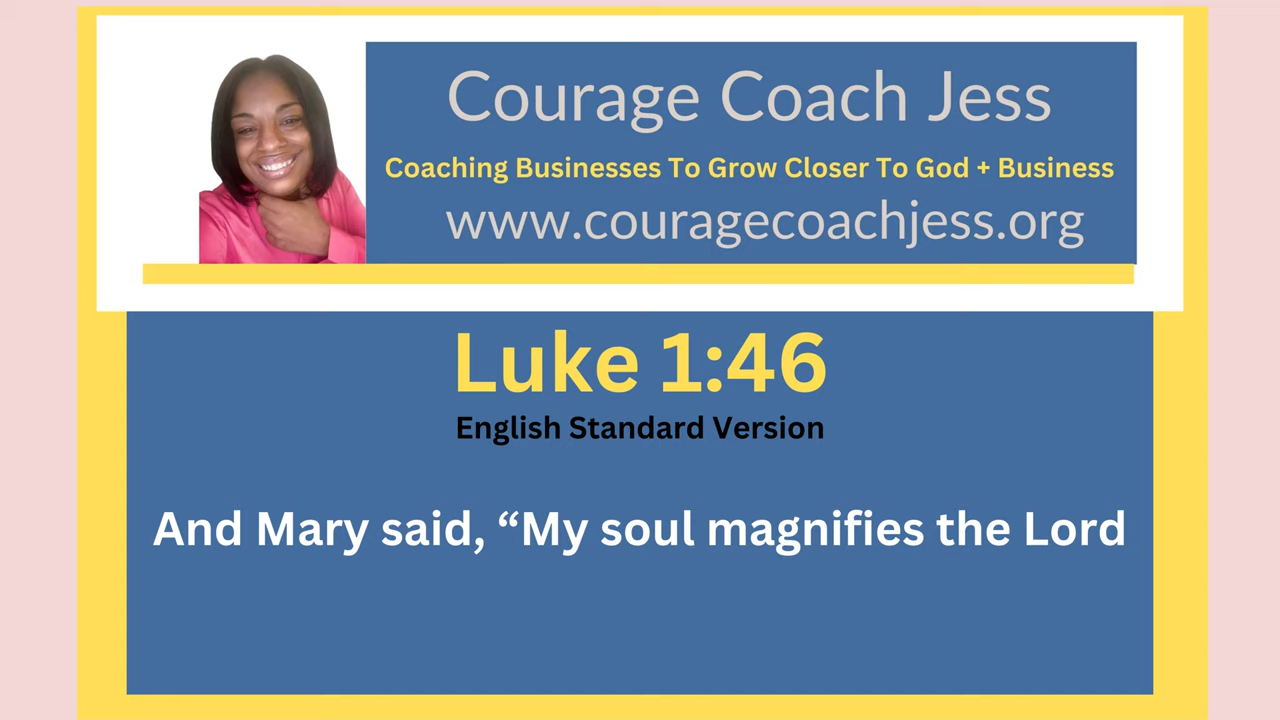 Courage Coach Jess
Coaching Businesses To Grow Closer To God + Business
www.couragecoachjess.org
Luke 1:46
English Standard Version
And Mary said, “My soul magnifies the Lord